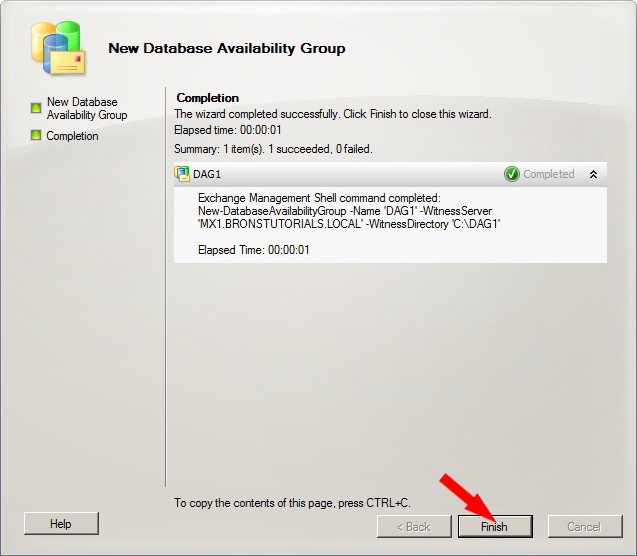 New Database Availability Group
New Database
Availability Group
Completion
Completion
The wizard completed successfully. Click Finish to close this wizard.
Elapsed time: 00:00:01
Summary: 1 item(s). 1 succeeded, 0 failed.
DAG1
Completed
Exchange Management Shell command completed:
New-DatabaseAvailabilityGroup -Name 'DAG1' -WitnessServer
'MX1.BRONSTUTORIALS.LOCAL' -WitnessDirectory 'C:\DAG1'
Elapsed Time: 00:00:01
To copy the contents of this page, press CTRL+C.
Help
< Back
Finish
Cancel